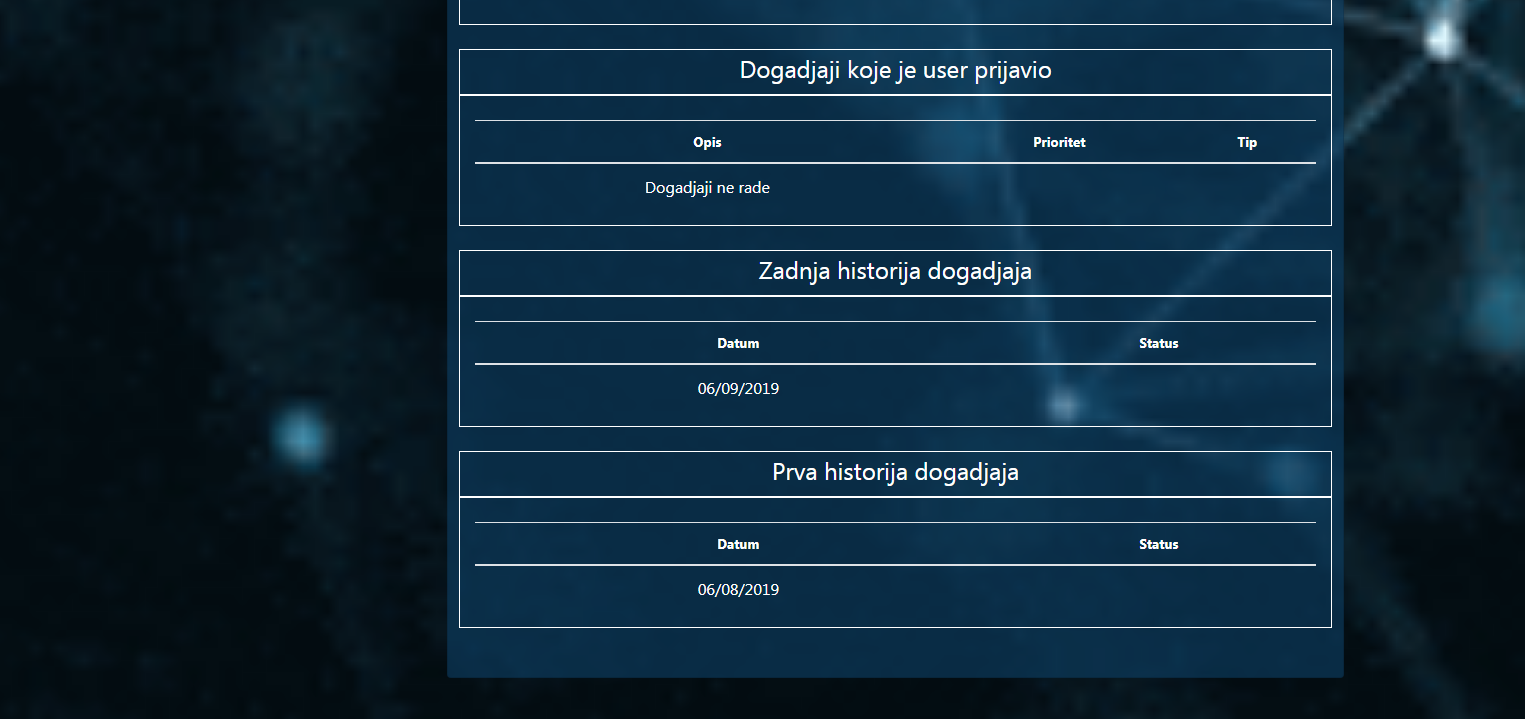 Dogadjaji koje je user prijavio
Opis Prioritet Tip
Dogadjaji ne rade
Zadnja historija dogadjaja
Datum Status
06/09/2019
Prva historija dogadjaja
Datum Status
06/08/2019